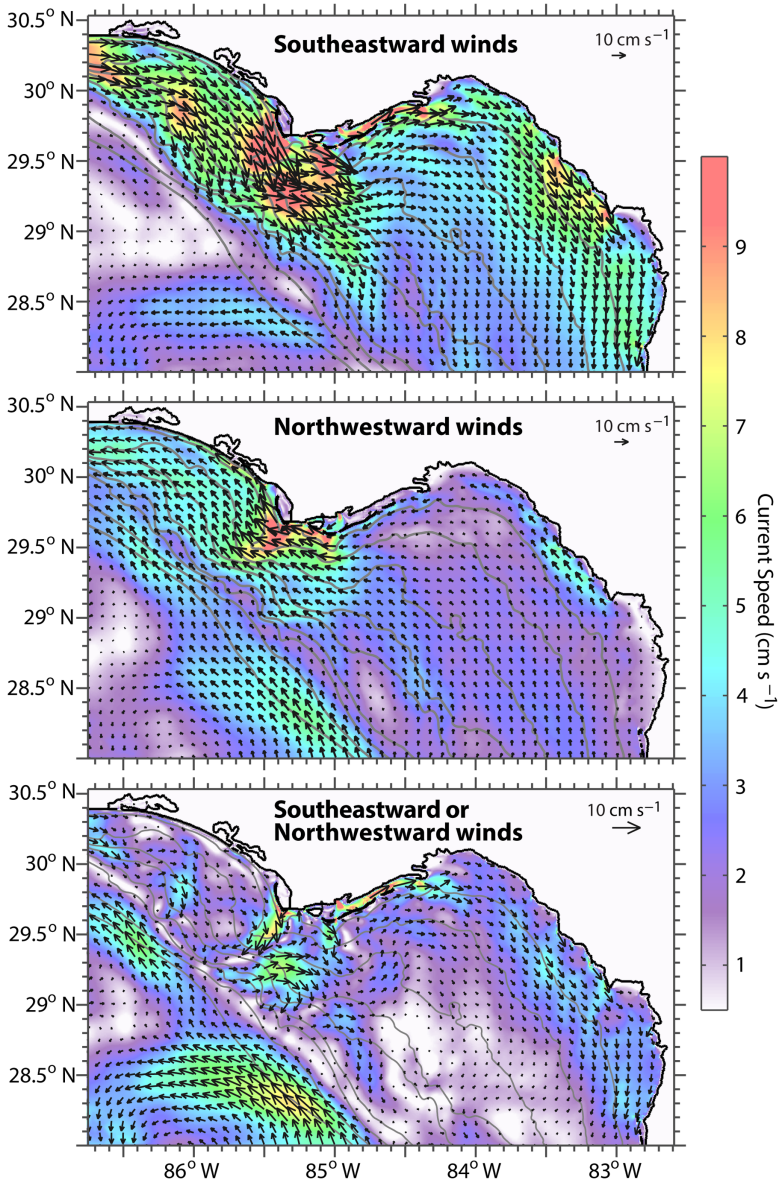 30.5° N
Southeastward winds
10 cm s⁻¹
30° N
29.5° N
29° N
28.5° N
30.5° N
Northwestward winds
10 cm s⁻¹
30° N
29.5° N
29° N
28.5° N
30.5° N
Southeastward or
Northwestward winds
10 cm s⁻¹
30° N
29.5° N
29° N
28.5° N
86° W
85° W
84° W
83° W
9
8
7
6
5
4
3
2
1
Current Speed (cm s⁻¹)